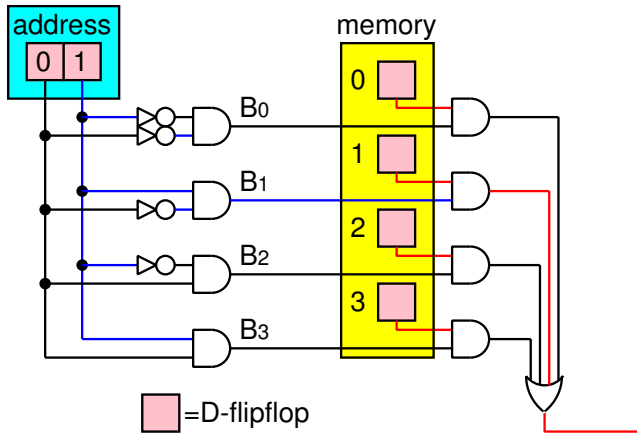 address
0 1
memory
0
B0
1
B1
2
B2
3
B3
=D-flipflop